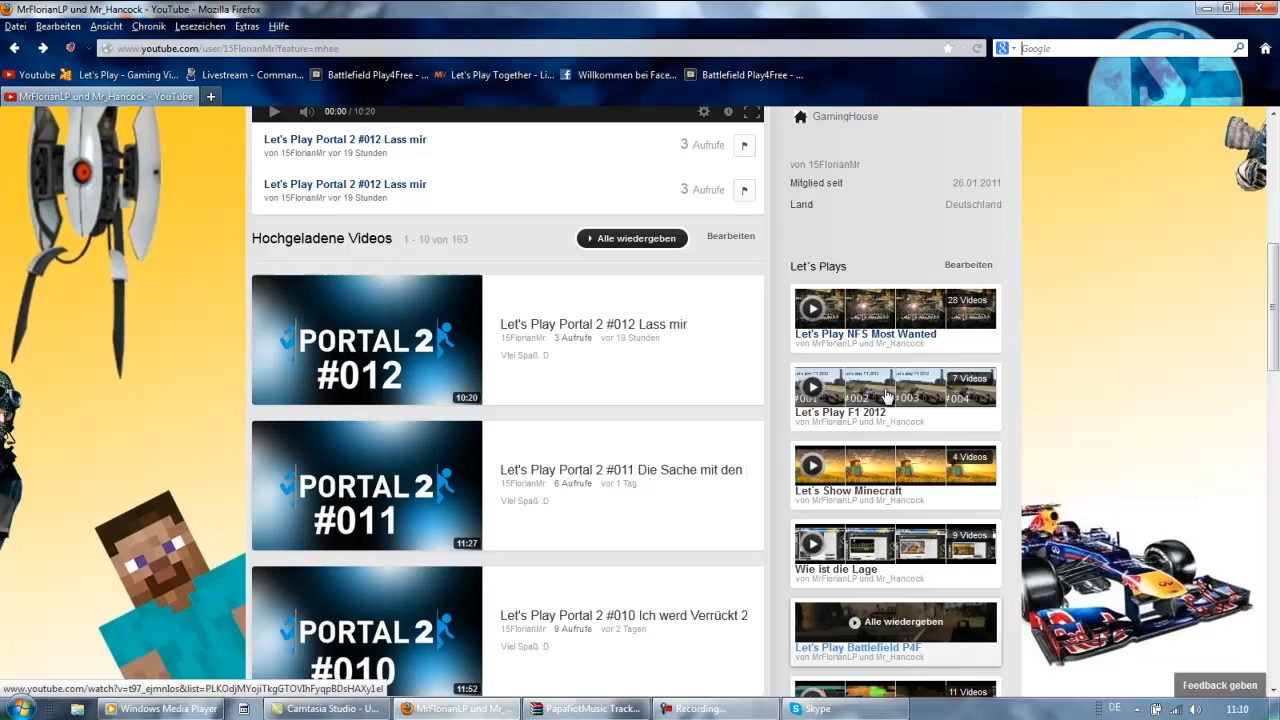 MrFlorianLP und Mr_Hancock - YouTube - Mozilla Firefox
Datei Bearbeiten Ansicht Chronik Lesezeichen Extras Hilfe
www.youtube.com/user/15FlorianMr?feature=mhee
Google
Youtube Let's Play - Gaming Vi... Livestream - Comman... Battlefield Play4Free - ... Let's Play Together - Li... Willkommen bei Face... Battlefield Play4Free - ...
MrFlorianLP und Mr_Hancock - YouTube
00:00 / 10:20
Let's Play Portal 2 #012 Lass mir
von 15FlorianMr vor 19 Stunden
3 Aufrufe
Let's Play Portal 2 #012 Lass mir
von 15FlorianMr vor 19 Stunden
3 Aufrufe
Hochgeladene Videos 1 - 10 von 163
Alle wiedergeben
Bearbeiten
PORTAL 2
#012
10:20
Let's Play Portal 2 #012 Lass mir
15FlorianMr 3 Aufrufe vor 19 Stunden
Viel Spaß :D
PORTAL 2
#011
11:27
Let's Play Portal 2 #011 Die Sache mit den
15FlorianMr 6 Aufrufe vor 1 Tag
Viel Spaß :D
PORTAL 2
#010
11:52
Let's Play Portal 2 #010 Ich werd Verrückt 2
15FlorianMr 9 Aufrufe vor 2 Tagen
Viel Spaß :D
GamingHouse
von 15FlorianMr
Mitglied seit 26.01.2011
Land Deutschland
Let´s Plays Bearbeiten
28 Videos
Let's Play NFS Most Wanted
von MrFlorianLP und Mr_Hancock
7 Videos
#001 #002 #003 #004
Let´s Play F1 2012
von MrFlorianLP und Mr_Hancock
4 Videos
Let´s Show Minecraft
von MrFlorianLP und Mr_Hancock
9 Videos
Wie ist die Lage
von MrFlorianLP und Mr_Hancock
Alle wiedergeben
Let's Play Battlefield P4F
von MrFlorianLP und Mr_Hancock
11 Videos
Feedback geben
Windows Media Player
Camtasia Studio - U...
MrFlorianLP und Mr_...
PapafiotMusic Track...
Recording...
Skype
DE
11:10